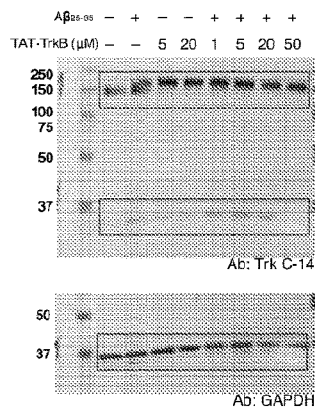 Aβ25-35 − + − − + + + +
TAT-TrkB (μM) − − 5 20 1 5 20 50
250
150
100
75
50
37
Ab: Trk C-14
50
37
Ab: GAPDH